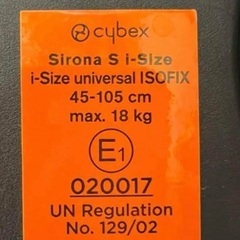 cybex
Sirona S i-Size
i-Size universal ISOFIX
45-105 cm
max. 18 kg
E1
020017
UN Regulation
No. 129/02